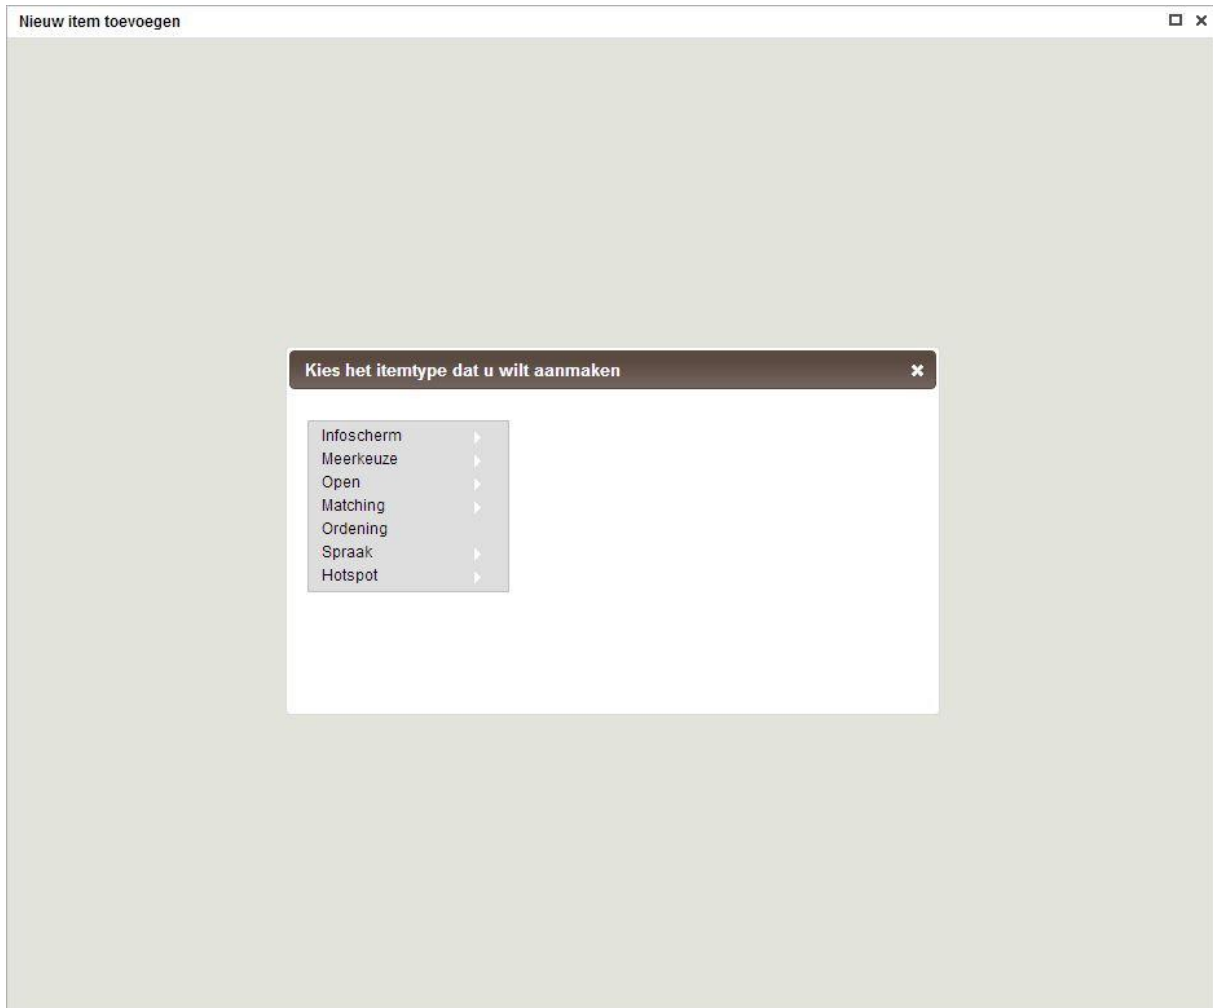 Nieuw item toevoegen
Kies het itemtype dat u wilt aanmaken
Infoscherm
Meerkeuze
Open
Matching
Ordening
Spraak
Hotspot